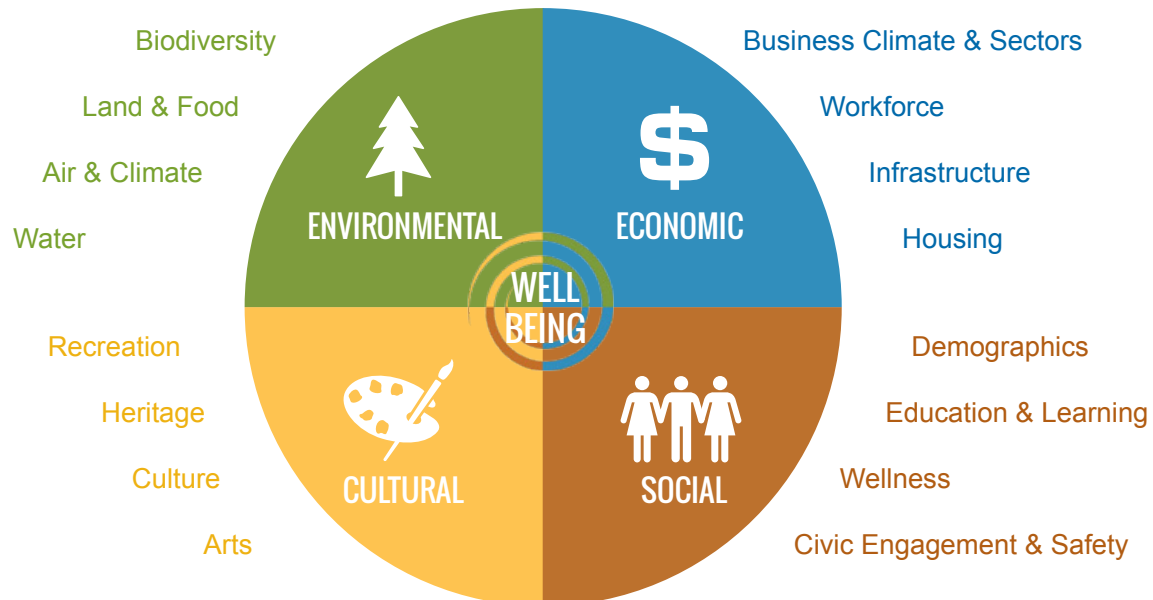 Biodiversity
Land & Food
Air & Climate
Water
ENVIRONMENTAL
Business Climate & Sectors
Workforce
Infrastructure
Housing
$
ECONOMIC
WELL
BEING
Recreation
Heritage
Culture
Arts
CULTURAL
Demographics
Education & Learning
Wellness
Civic Engagement & Safety
SOCIAL